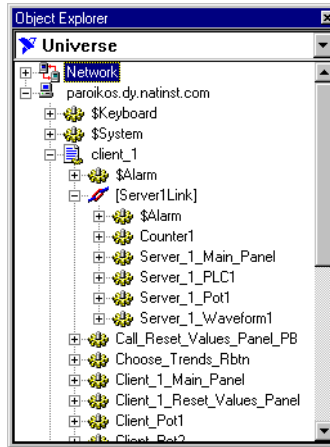 Object Explorer
Universe
Network
paroikos.dy.natinst.com
$Keyboard
$System
client_1
$Alarm
[Server1Link]
$Alarm
Counter1
Server_1_Main_Panel
Server_1_PLC1
Server_1_Pot1
Server_1_Waveform1
Call_Reset_Values_Panel_PB
Choose_Trends_Rbtn
Client_1_Main_Panel
Client_1_Reset_Values_Panel
Client_Pot1
Client_Pot2